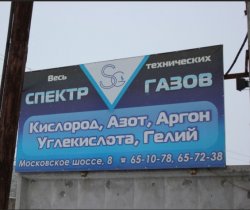 Весь технических
СПЕКТР ГАЗОВ
Кислород, Азот, Аргон
Углекислота, Гелий
Московское шоссе, 8 ☎ 65-10-78, 65-72-38